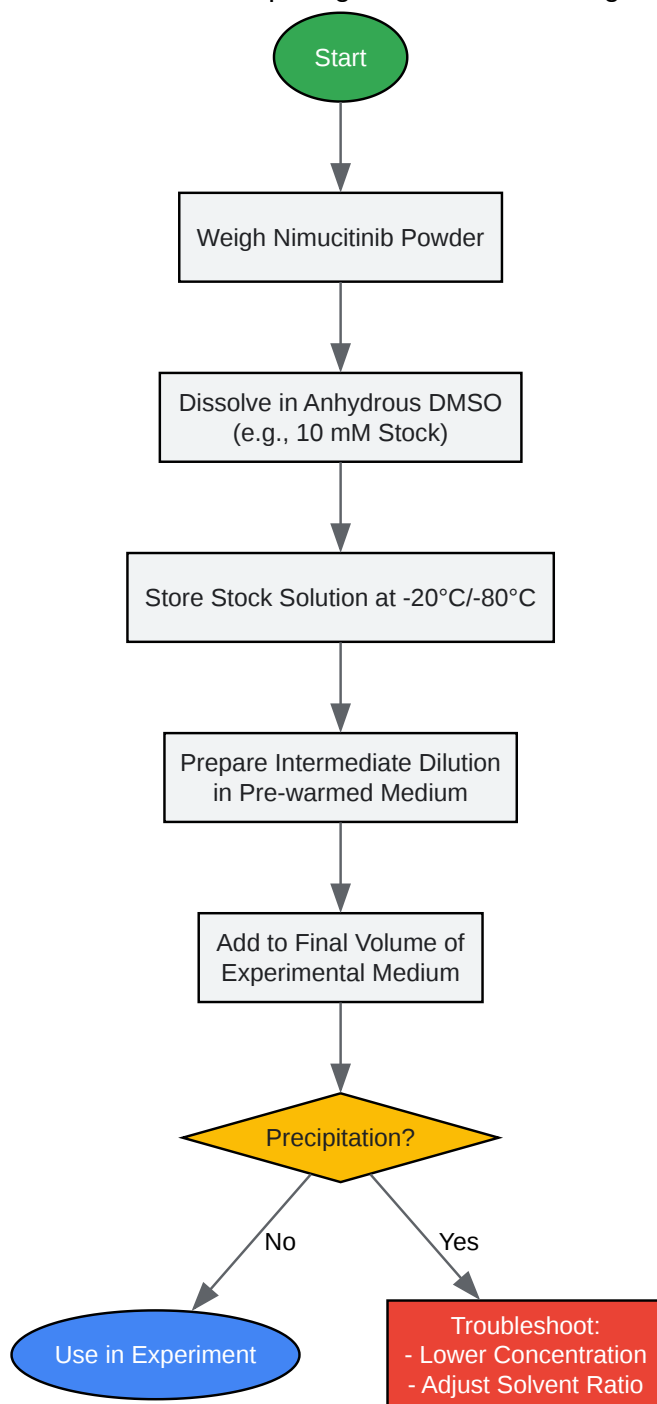 Start
Weigh Nimucitinib Powder
Dissolve in Anhydrous DMSO
(e.g., 10 mM Stock)
Store Stock Solution at -20°C/-80°C
Prepare Intermediate Dilution
in Pre-warmed Medium
Add to Final Volume of
Experimental Medium
Precipitation?
No
Yes
Use in Experiment
Troubleshoot:
- Lower Concentration
- Adjust Solvent Ratio